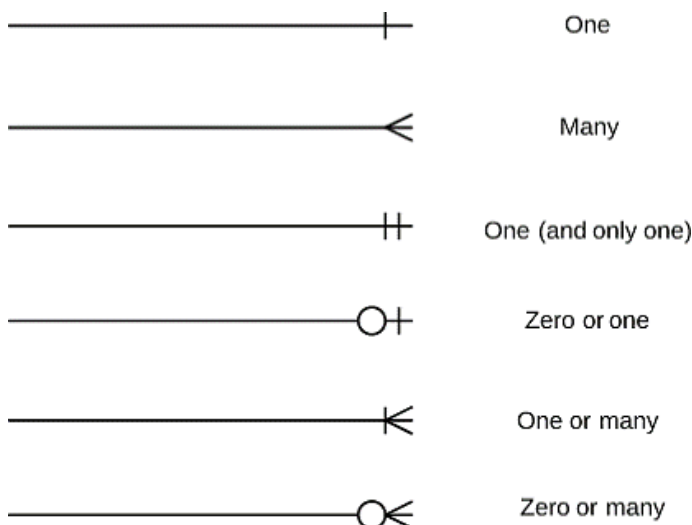 One
Many
One (and only one)
Zero or one
One or many
Zero or many